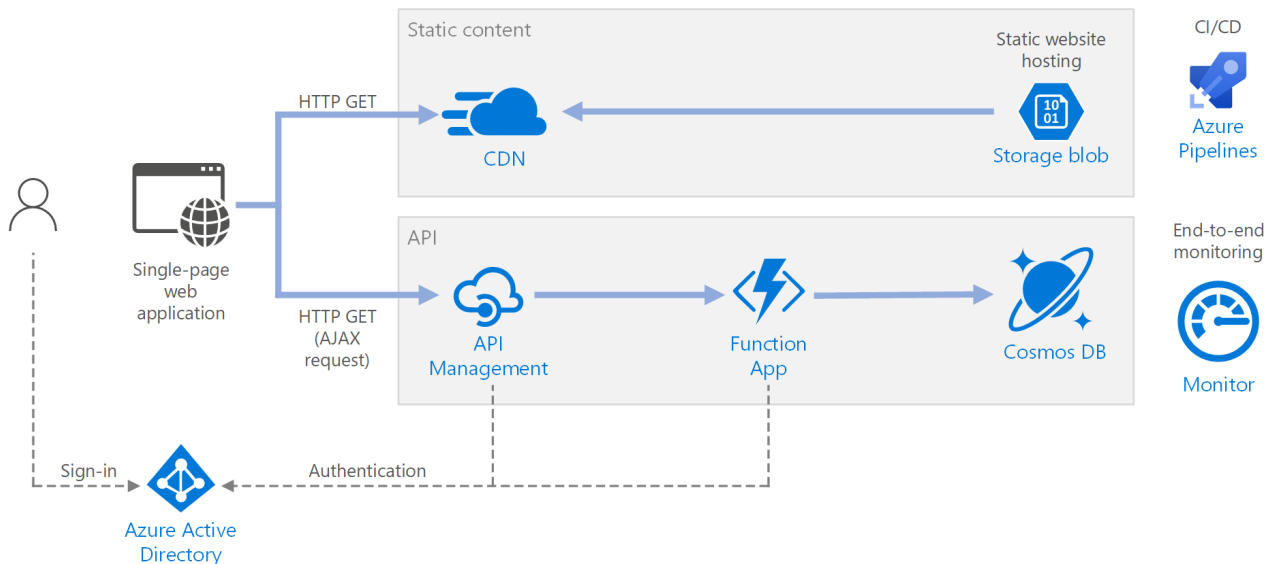 Static content
Static website
hosting
CI/CD
HTTP GET
10
01
CDN
Storage blob
Azure
Pipelines
API
End-to-end
monitoring
Single-page
web
application
HTTP GET
(AJAX
request)
API
Management
Function
App
Cosmos DB
Monitor
Sign-in
Authentication
Azure Active
Directory